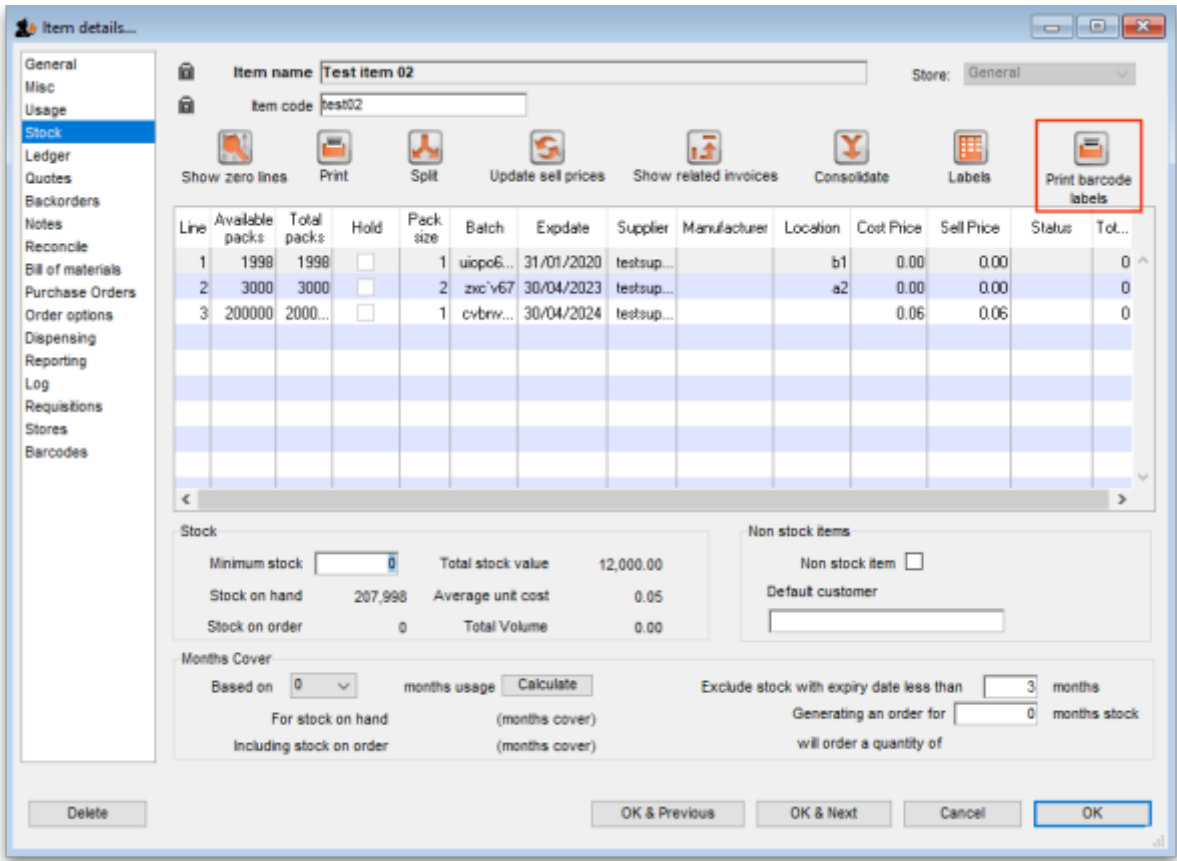 Item details...
General
Misc
Usage
Stock
Ledger
Quotes
Backorders
Notes
Reconcile
Bill of materials
Purchase Orders
Order options
Dispensing
Reporting
Log
Requisitions
Stores
Barcodes
Item name Test item 02 Store: General
Item code test02
Show zero lines Print Split Update sell prices Show related invoices Consolidate Labels Print barcode labels
Line Available packs Total packs Hold Pack size Batch Expdate Supplier Manufacturer Location Cost Price Sell Price Status Tot...
1 1998 1998 1 uiopo6... 31/01/2020 testsup... b1 0.00 0.00 0
2 3000 3000 2 zxc`v67 30/04/2023 testsup... a2 0.00 0.00 0
3 200000 2000... 1 cvbnv... 30/04/2024 testsup... 0.06 0.06 0
Stock
Minimum stock 0 Total stock value 12,000.00
Stock on hand 207,998 Average unit cost 0.05
Stock on order 0 Total Volume 0.00
Non stock items
Non stock item
Default customer
Months Cover
Based on 0 months usage Calculate
For stock on hand (months cover)
Including stock on order (months cover)
Exclude stock with expiry date less than 3 months
Generating an order for 0 months stock
will order a quantity of
Delete OK & Previous OK & Next Cancel OK